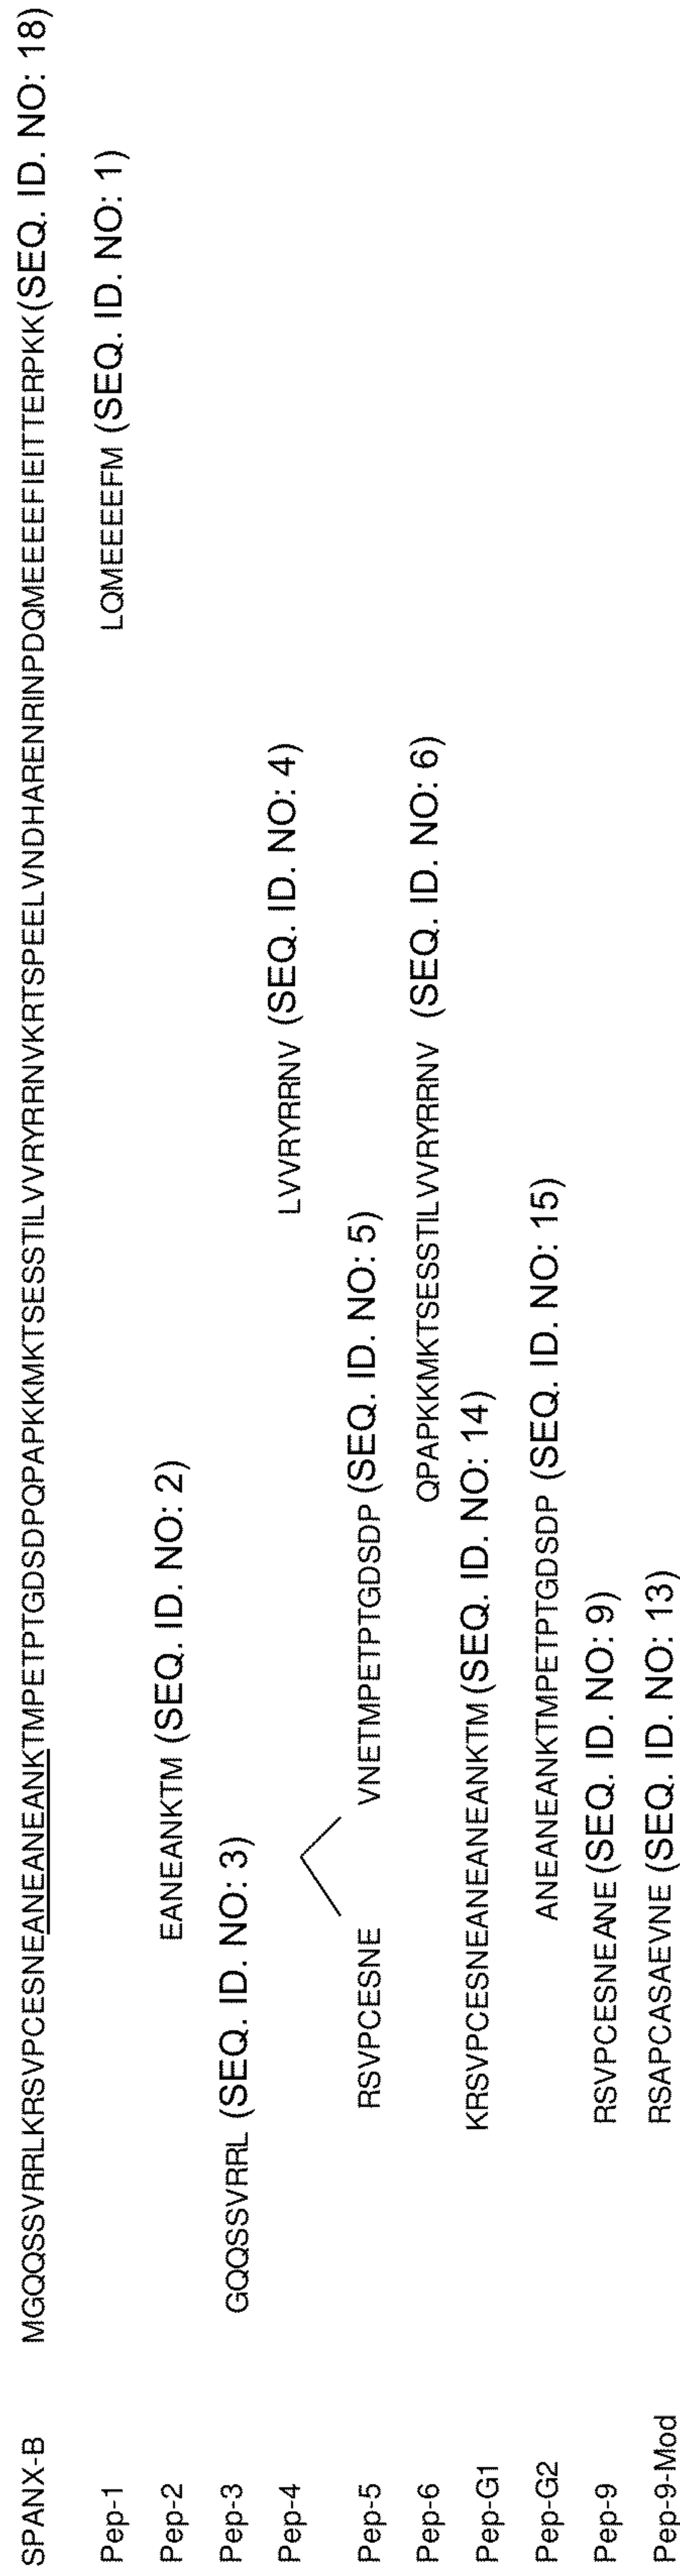 SPANX-B MGQQSSVRRLKRSVPCESNEANEANEANKTMPETPTGDSDPQPAPKKMKTSESSTILVVRYRRNVKRTSPEELVNDHARENRINPDQMEEEEFIEITTERPKK(SEQ. ID. NO: 18)
Pep-1 LQMEEEEFM (SEQ. ID. NO: 1)
Pep-2 EANEANKTM (SEQ. ID. NO: 2)
Pep-3 GQQSSVRRL (SEQ. ID. NO: 3)
Pep-4 LVVRYRRNV (SEQ. ID. NO: 4)
Pep-5 RSVPCESNE VNETMPETPTGDSDP (SEQ. ID. NO: 5)
Pep-6 QPAPKKMKTSESSTILVVRYRRNV (SEQ. ID. NO: 6)
Pep-G1 KRSVPCESNEANEANEANKTM (SEQ. ID. NO: 14)
Pep-G2 ANEANEANKTMPETPTGDSDP (SEQ. ID. NO: 15)
Pep-9 RSVPCESNEANE (SEQ. ID. NO: 9)
Pep-9-Mod RSAPCASAEVNE (SEQ. ID. NO: 13)